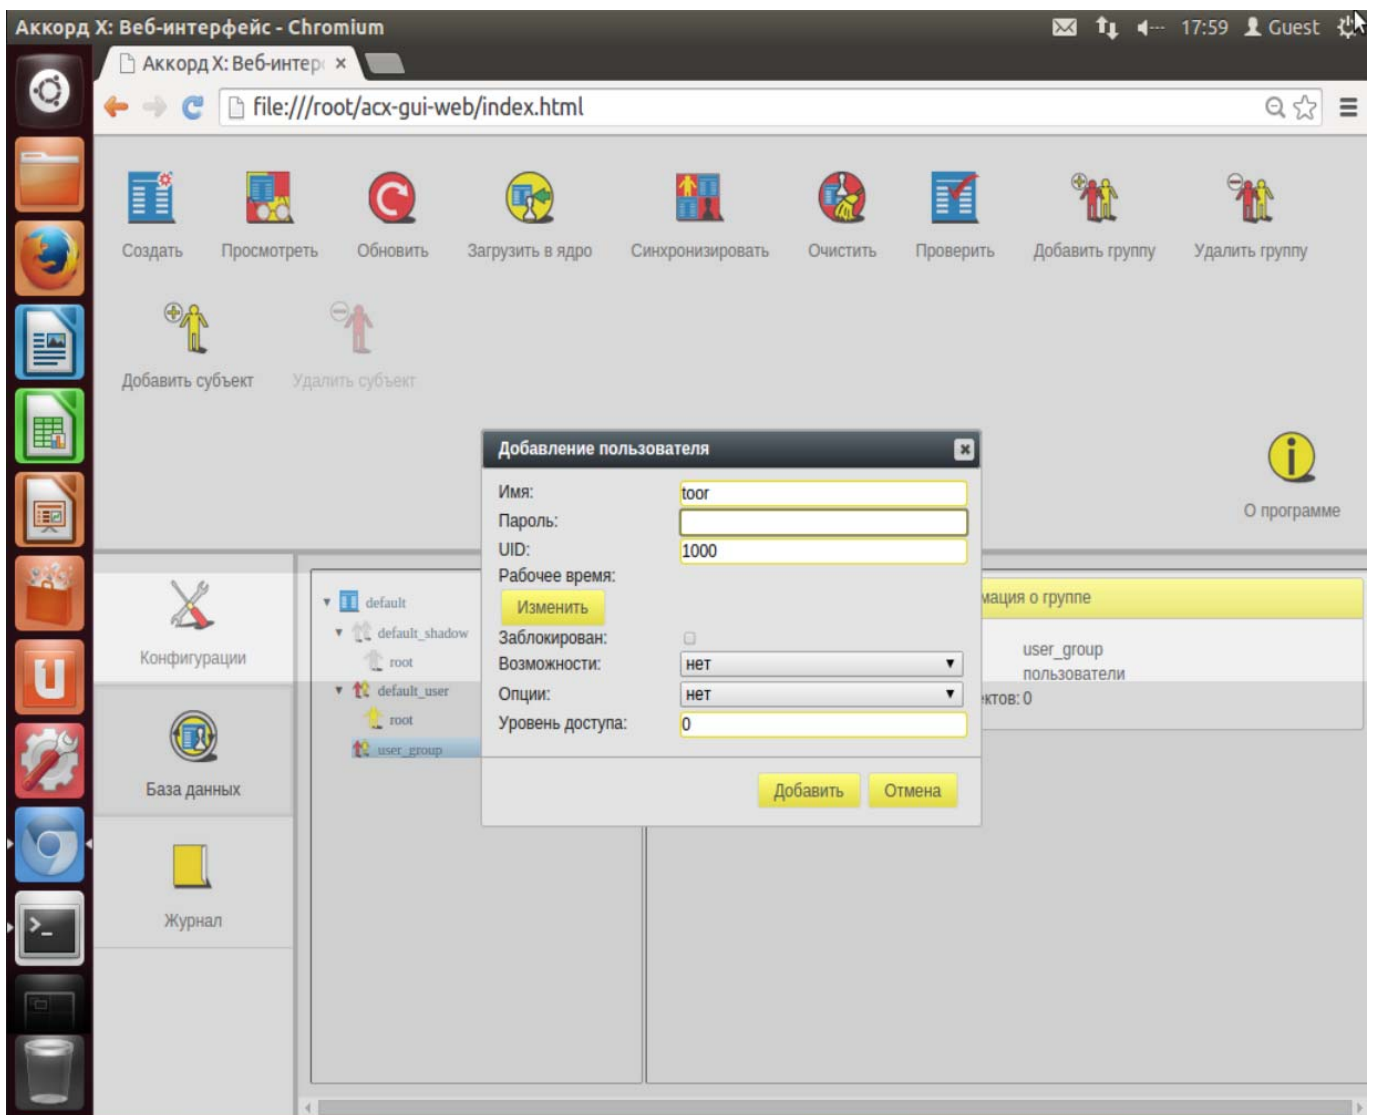 Аккорд X: Веб-интерфейс - Chromium
17:59 Guest
Аккорд X: Веб-интер
file:///root/acx-gui-web/index.html
Создать Просмотреть Обновить Загрузить в ядро Синхронизировать Очистить Проверить Добавить группу Удалить группу
Добавить субъект Удалить субъект
О программе
Конфигурации
База данных
Журнал
default
default_shadow
root
default_user
root
user_group
Добавление пользователя
Имя: toor
Пароль:
UID: 1000
Рабочее время:
Изменить
Заблокирован:
Возможности: нет
Опции: нет
Уровень доступа: 0
Добавить Отмена
мация о группе
user_group
пользователи
ектов: 0